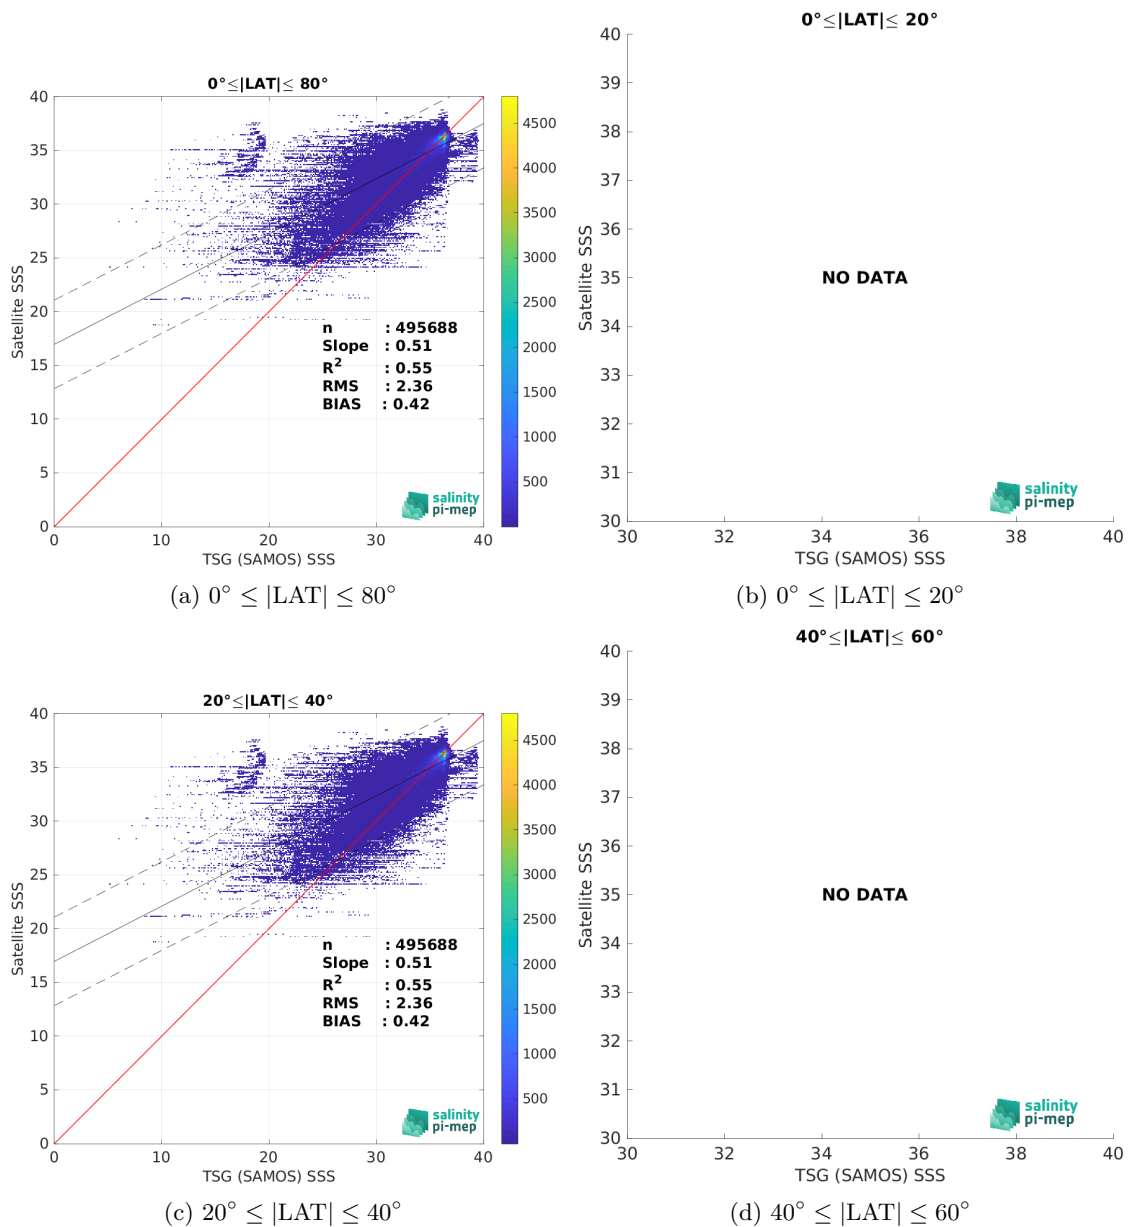 0°≤|LAT|≤ 80°
Satellite SSS
40
35
30
25
20
15
10
5
0
0 10 20 30 40
TSG (SAMOS) SSS
n : 495688
Slope : 0.51
R² : 0.55
RMS : 2.36
BIAS : 0.42
salinity
pi-mep
4500
4000
3500
3000
2500
2000
1500
1000
500
(a) 0° ≤ |LAT| ≤ 80°
0°≤|LAT|≤ 20°
Satellite SSS
40
39
38
37
36
35
34
33
32
31
30
NO DATA
salinity
pi-mep
30 32 34 36 38 40
TSG (SAMOS) SSS
(b) 0° ≤ |LAT| ≤ 20°
20°≤|LAT|≤ 40°
Satellite SSS
40
35
30
25
20
15
10
5
0
0 10 20 30 40
TSG (SAMOS) SSS
n : 495688
Slope : 0.51
R² : 0.55
RMS : 2.36
BIAS : 0.42
salinity
pi-mep
4500
4000
3500
3000
2500
2000
1500
1000
500
(c) 20° ≤ |LAT| ≤ 40°
40°≤|LAT|≤ 60°
Satellite SSS
40
39
38
37
36
35
34
33
32
31
30
NO DATA
salinity
pi-mep
30 32 34 36 38 40
TSG (SAMOS) SSS
(d) 40° ≤ |LAT| ≤ 60°